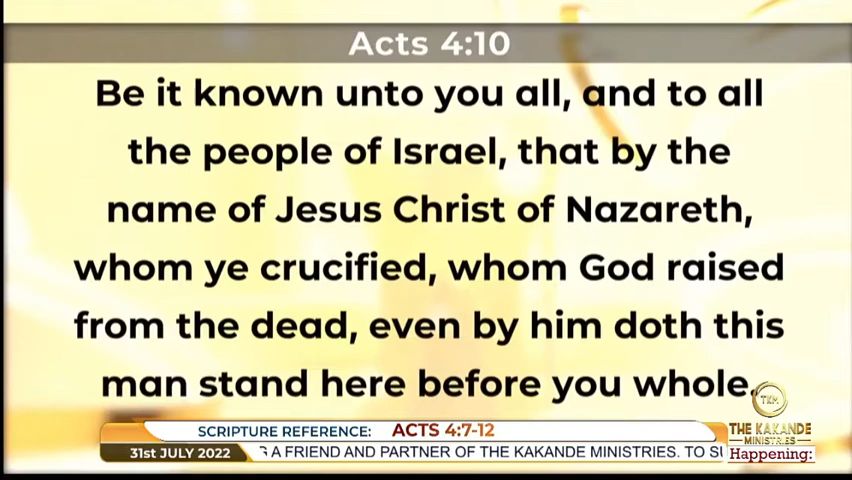 Acts 4:10
Be it known unto you all, and to all
the people of Israel, that by the
name of Jesus Christ of Nazareth,
whom ye crucified, whom God raised
from the dead, even by him doth this
man stand here before you whole.
TKM
SCRIPTURE REFERENCE: ACTS 4:7-12
THE KAKANDE
MINISTRIES
31st JULY 2022
A FRIEND AND PARTNER OF THE KAKANDE MINISTRIES. TO
Happening: